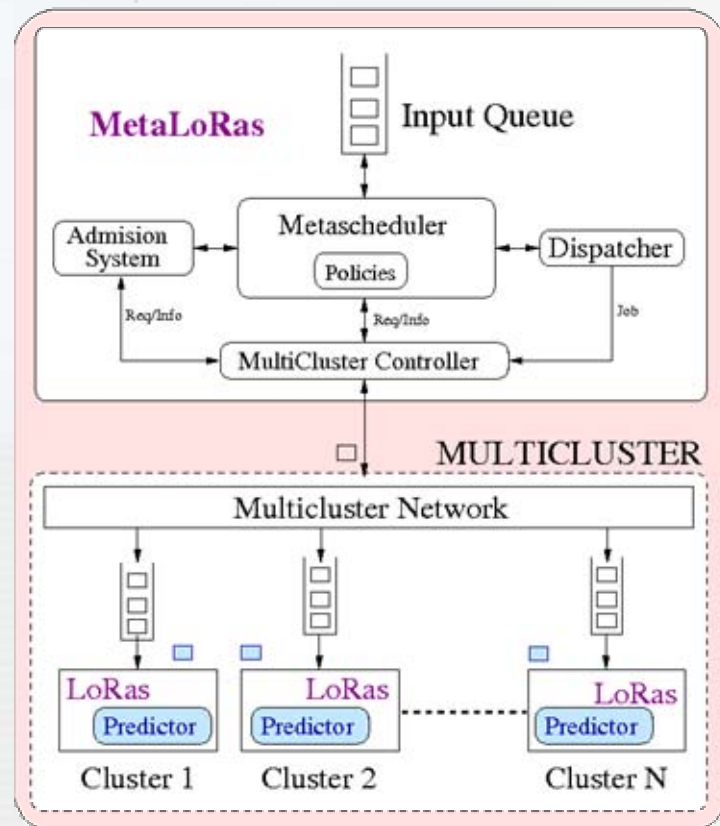 MetaLoRas
Input Queue
Admision
System
Metascheduler
Policies
Dispatcher
Req/Info
Req/Info
Job
MultiCluster Controller
MULTICLUSTER
Multicluster Network
LoRas
Predictor
Cluster 1
LoRas
Predictor
Cluster 2
LoRas
Predictor
Cluster N